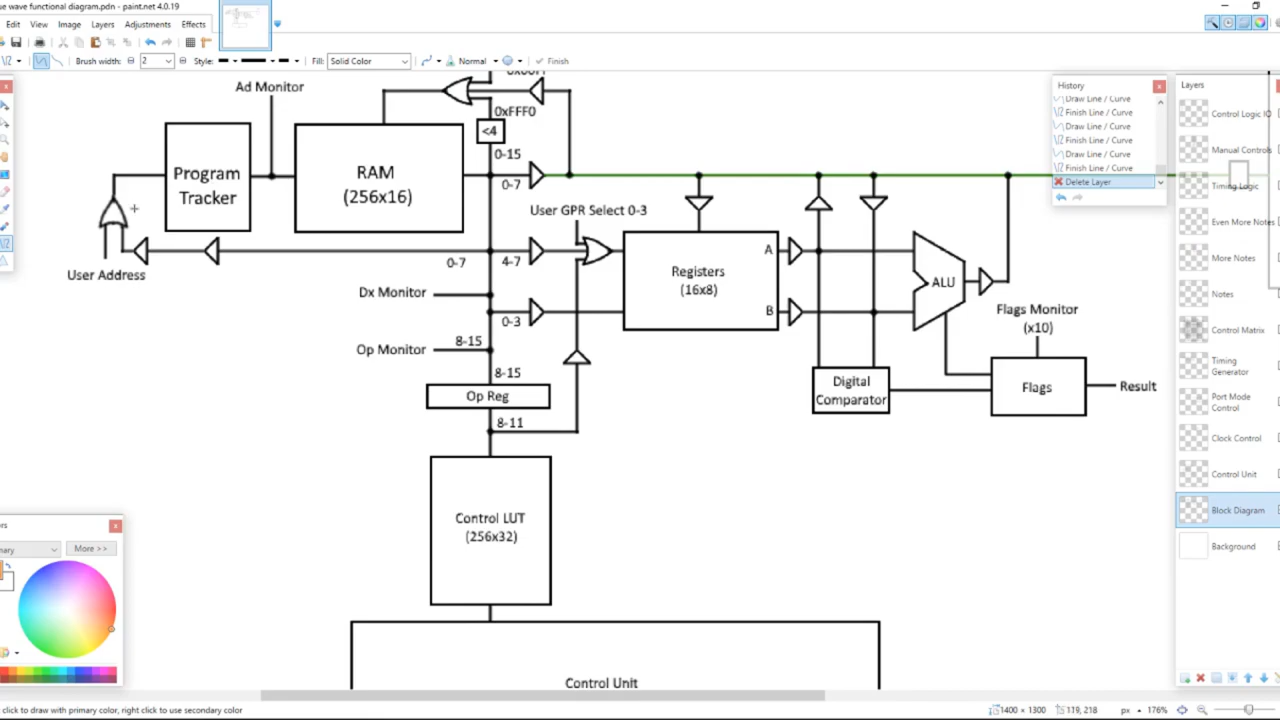 ue wave functional diagram.pdn - paint.net 4.0.19
Edit View Image Layers Adjustments Effects
Brush width: 2 Style: Fill: Solid Color Normal Finish
Ad Monitor
0xFFF0
<4
0-15
0-7
Program
Tracker
RAM
(256x16)
User GPR Select 0-3
User Address
0-7
4-7
Dx Monitor
0-3
Op Monitor
8-15
8-15
Op Reg
8-11
Registers
(16x8)
A
B
ALU
Digital
Comparator
Flags Monitor
(x10)
Flags
Result
Control LUT
(256x32)
Control Unit
History
Draw Line / Curve
Finish Line / Curve
Draw Line / Curve
Finish Line / Curve
Draw Line / Curve
Finish Line / Curve
Delete Layer
Layers
Control Logic IO
Manual Controls
Timing Logic
Even More Notes
More Notes
Notes
Control Matrix
Timing
Generator
Port Mode
Control
Clock Control
Control Unit
Block Diagram
Background
More >>
click to draw with primary color, right click to use secondary color
1400 × 1300
119, 218
px
176%